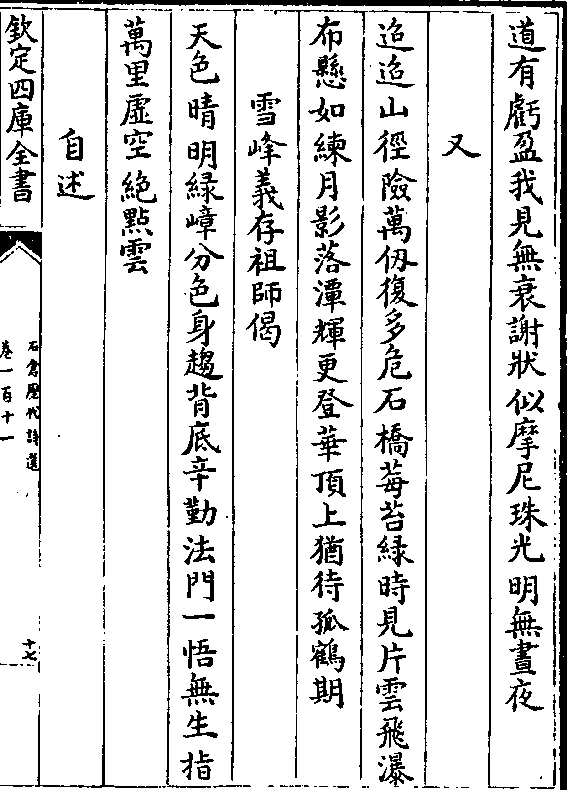 道有虧盈我見無衰謝狀似摩尼珠光明無晝夜
又
迢迢山徑險萬仭復多危石橋莓苔緑時見片雲飛瀑
布懸如練月影落潭輝更登華頂上猶待孤鶴期
雪峰義存祖師偈
天色晴明緑嶂分色身趨背底辛勤法門一悟無生指
萬里虛空絶點雲
自述
欽定四庫全書
石倉歷代詩選
卷一百十一
十七